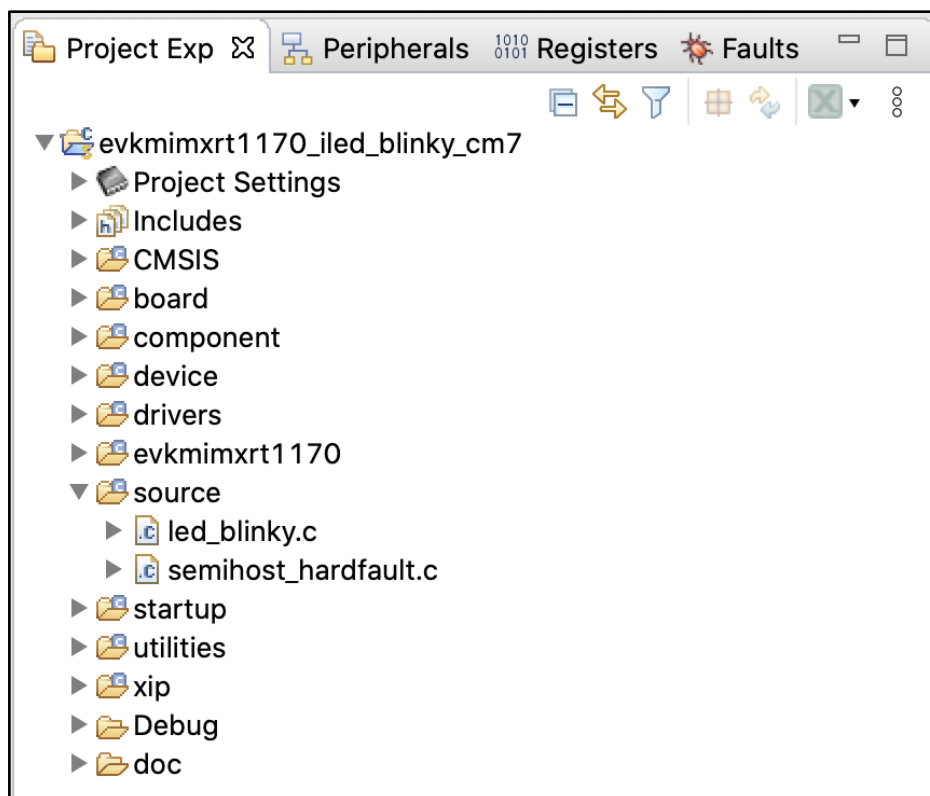 Project Exp Peripherals 1010 0101 Registers Faults
evkmimxrt1170_iled_blinky_cm7
Project Settings
Includes
CMSIS
board
component
device
drivers
evkmimxrt1170
source
.c led_blinky.c
.c semihost_hardfault.c
startup
utilities
xip
Debug
doc